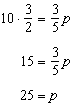 10 · 3/2 = 3/5 p
15 = 3/5 p
25 = p